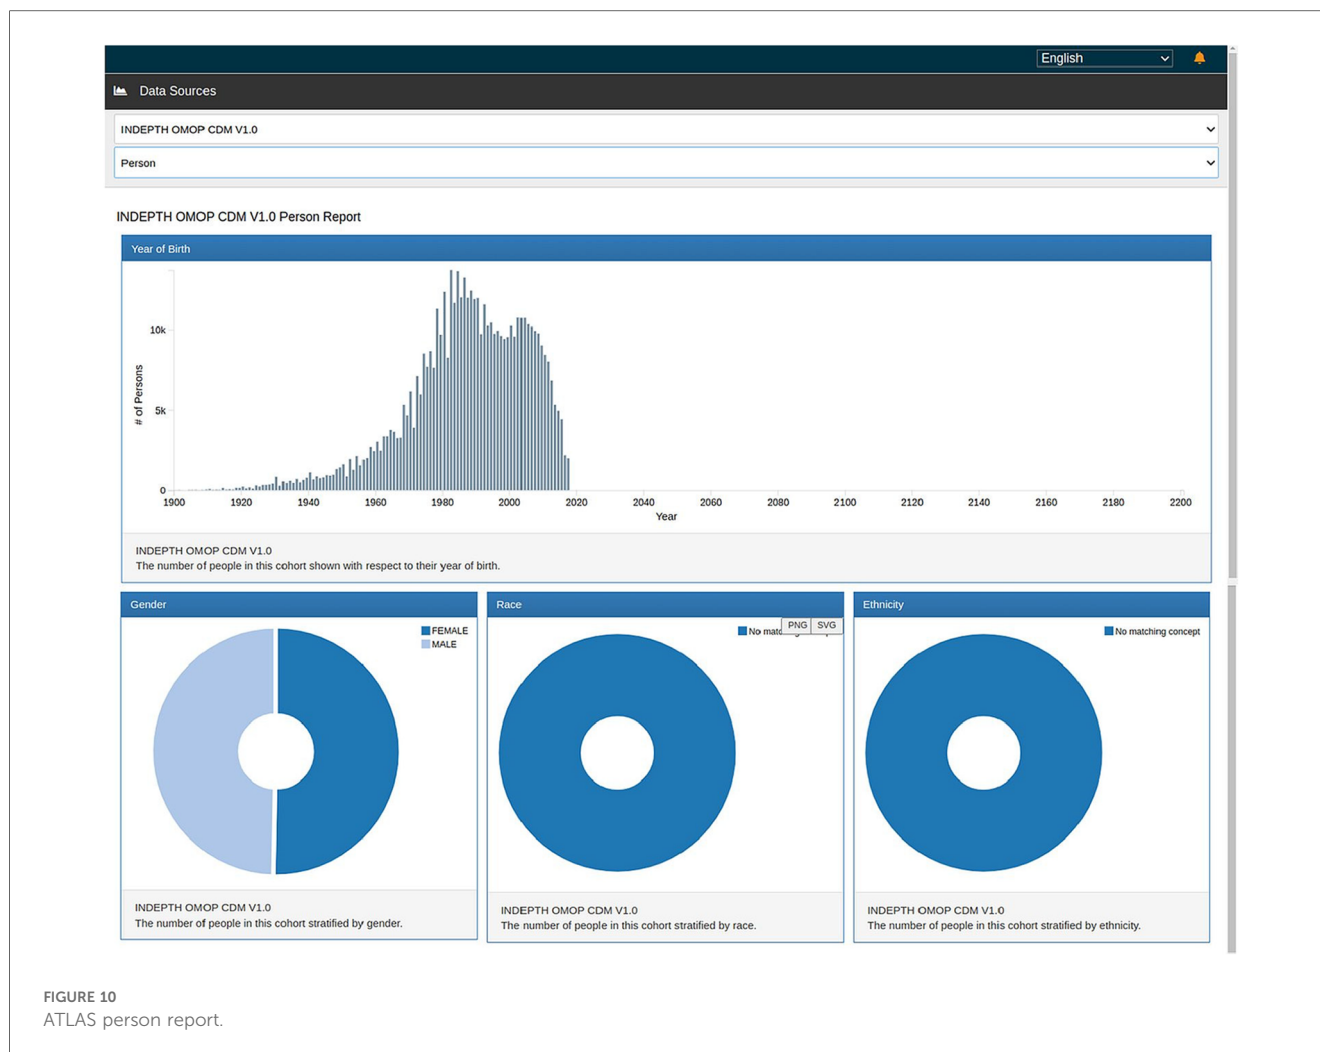 English
Data Sources
INDEPTH OMOP CDM V1.0
Person
INDEPTH OMOP CDM V1.0 Person Report
Year of Birth
10k
5k
0
# of Persons
1900 1920 1940 1960 1980 2000 2020 2040 2060 2080 2100 2120 2140 2160 2180 2200
Year
INDEPTH OMOP CDM V1.0
The number of people in this cohort shown with respect to their year of birth.
Gender
FEMALE
MALE
INDEPTH OMOP CDM V1.0
The number of people in this cohort stratified by gender.
Race
PNG SVG
No
INDEPTH OMOP CDM V1.0
The number of people in this cohort stratified by race.
Ethnicity
No matching concept
INDEPTH OMOP CDM V1.0
The number of people in this cohort stratified by ethnicity.
FIGURE 10
ATLAS person report.